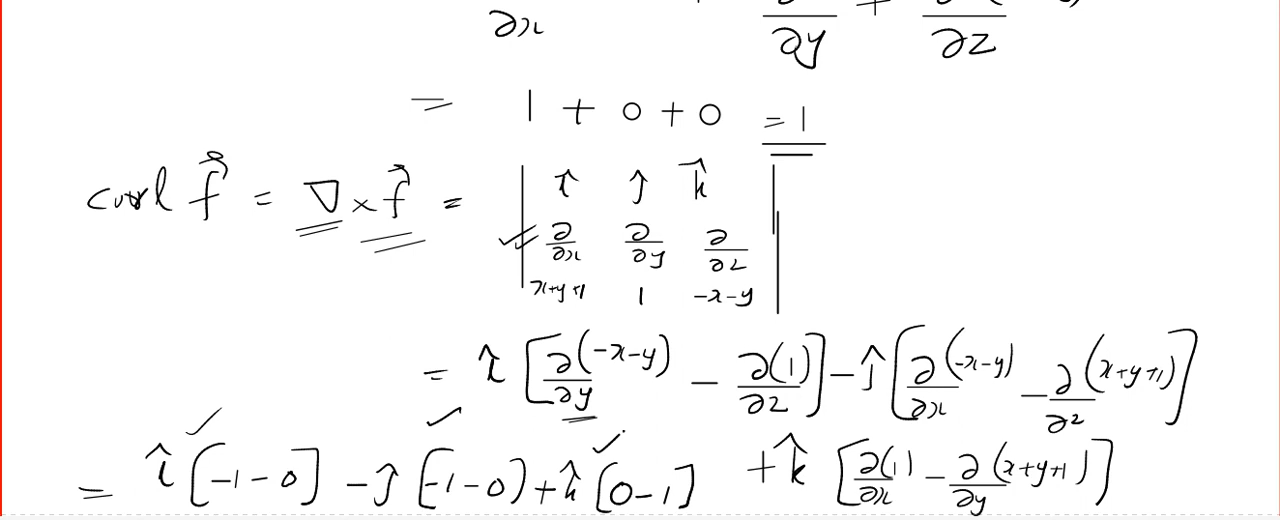 ∂x ∂y + ∂z
= 1 + 0 + 0 = 1
curl f⃗ = ∇ × f⃗ = | î ĵ k̂ |
∂/∂x ∂/∂y ∂/∂z
x+y+1 1 -x-y
= î [∂(-x-y)/∂y - ∂(1)/∂z] - ĵ [∂(-x-y)/∂x - ∂(x+y+1)/∂z]
+ k̂ [∂(1)/∂x - ∂(x+y+1)/∂y]
= î [-1-0] - ĵ [-1-0) + k̂ [0-1]